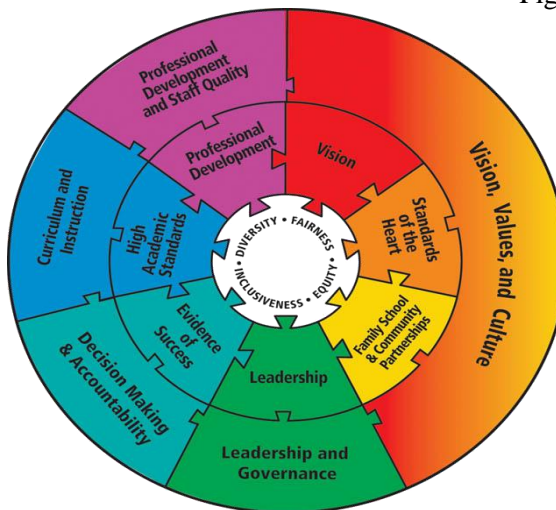 Fig
Professional
Development
and Staff Quality
Professional
Development
Vision
Vision, Values, and Culture
Standards
of the
Heart
Family School
& Community
Partnerships
Leadership
Leadership and
Governance
Evidence
of
Success
Decision Making
& Accountability
High
Academic
Standards
Curriculum and
Instruction
• DIVERSITY • FAIRNESS
• INCLUSIVENESS • EQUITY •